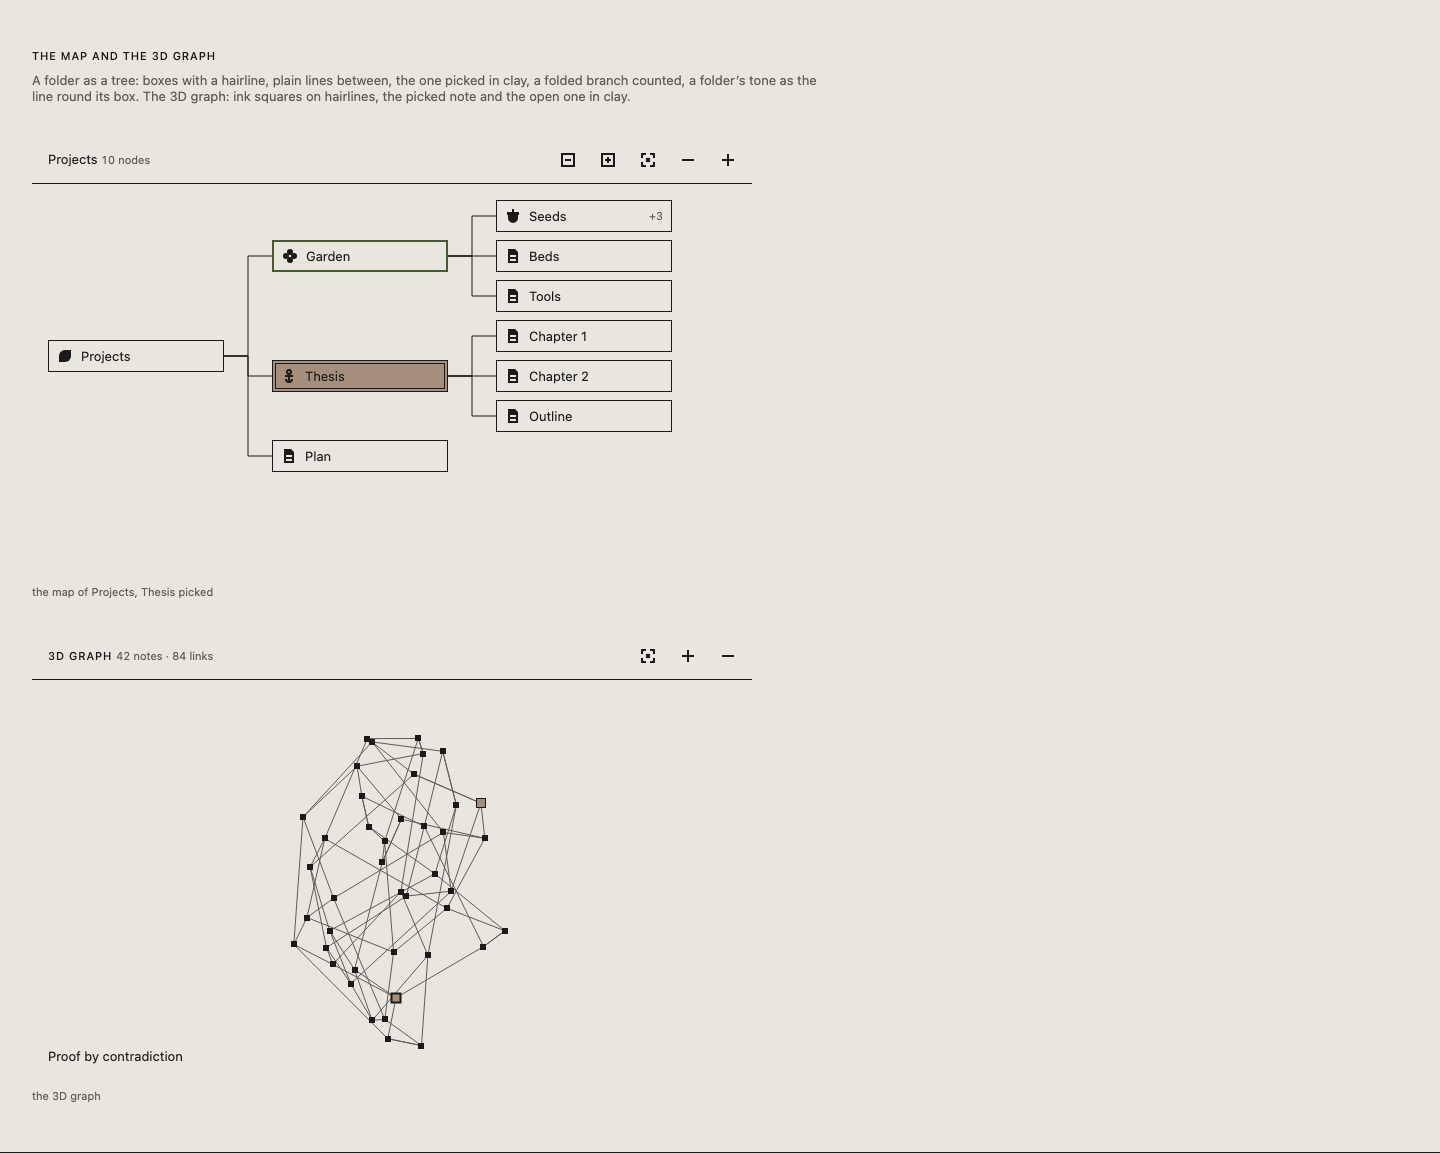 THE MAP AND THE 3D GRAPH
A folder as a tree: boxes with a hairline, plain lines between, the one picked in clay, a folded branch counted, a folder's tone as the
line round its box. The 3D graph: ink squares on hairlines, the picked note and the open one in clay.
Projects 10 nodes
Seeds +3
Garden
Beds
Tools
Chapter 1
Projects
Thesis
Chapter 2
Outline
Plan
the map of Projects, Thesis picked
3D GRAPH 42 notes · 84 links
Proof by contradiction
the 3D graph